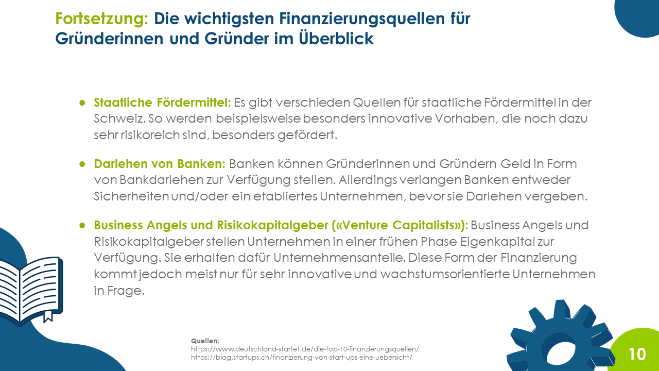 Fortsetzung: Die wichtigsten Finanzierungsquellen für
Gründerinnen und Gründer im Überblick
● Staatliche Fördermittel: Es gibt verschieden Quellen für staatliche Fördermittel in der
Schweiz. So werden beispielsweise besonders innovative Vorhaben, die noch dazu
sehr risikoreich sind, besonders gefördert.
● Darlehen von Banken: Banken können Gründerinnen und Gründern Geld in Form
von Bankdarlehen zur Verfügung stellen. Allerdings verlangen Banken entweder
Sicherheiten und/oder ein etabliertes Unternehmen, bevor sie Darlehen vergeben.
● Business Angels und Risikokapitalgeber («Venture Capitalists»): Business Angels und
Risikokapitalgeber stellen Unternehmen in einer frühen Phase Eigenkapital zur
Verfügung. Sie erhalten dafür Unternehmensanteile. Diese Form der Finanzierung
kommt jedoch meist nur für sehr innovative und wachstumsorientierte Unternehmen
in Frage.
Quellen:
https://www.deutschland-startet.de/die-top-10-finanzierungsquellen/
https://blog.startups.ch/finanzierung-von-start-ups-eine-uebersicht/
10